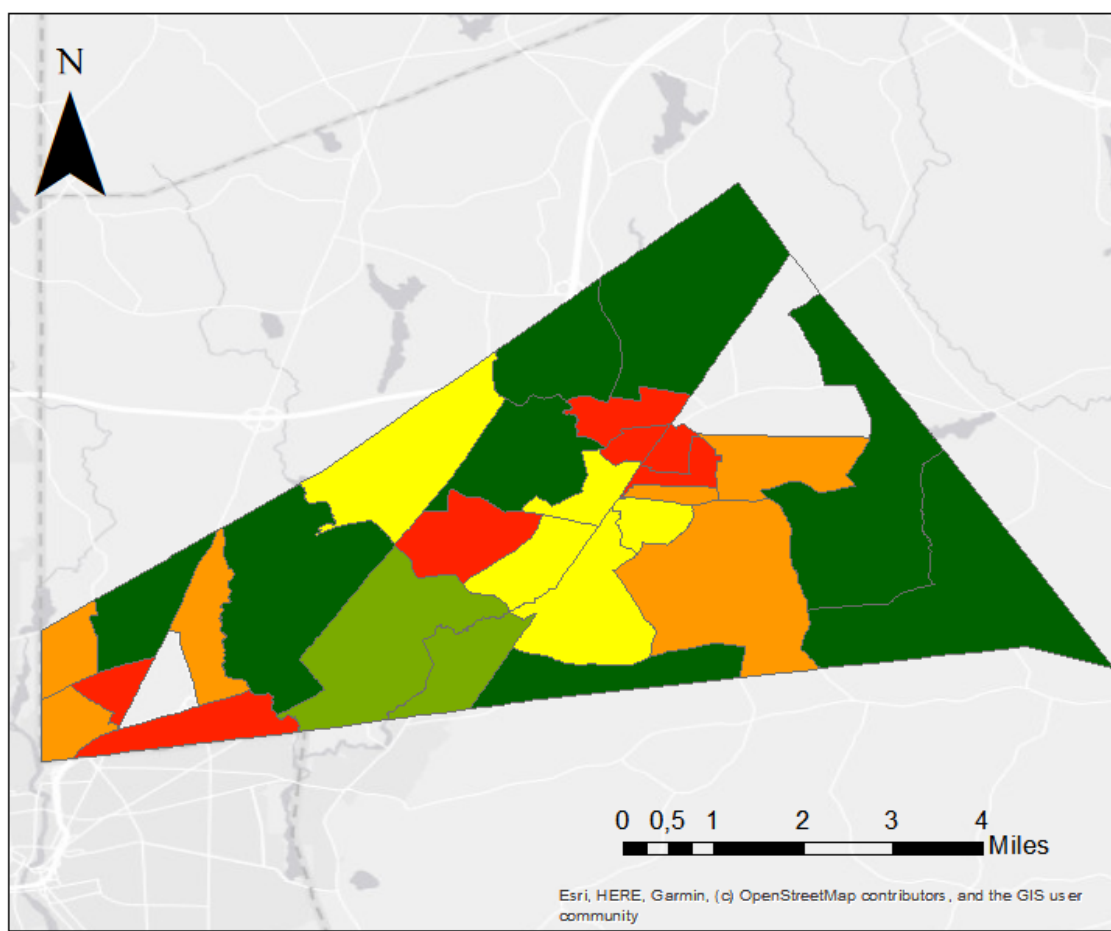 N
0 0,5 1 2 3 4
Miles
Esri, HERE, Garmin, (c) OpenStreetMap contributors, and the GIS user
community